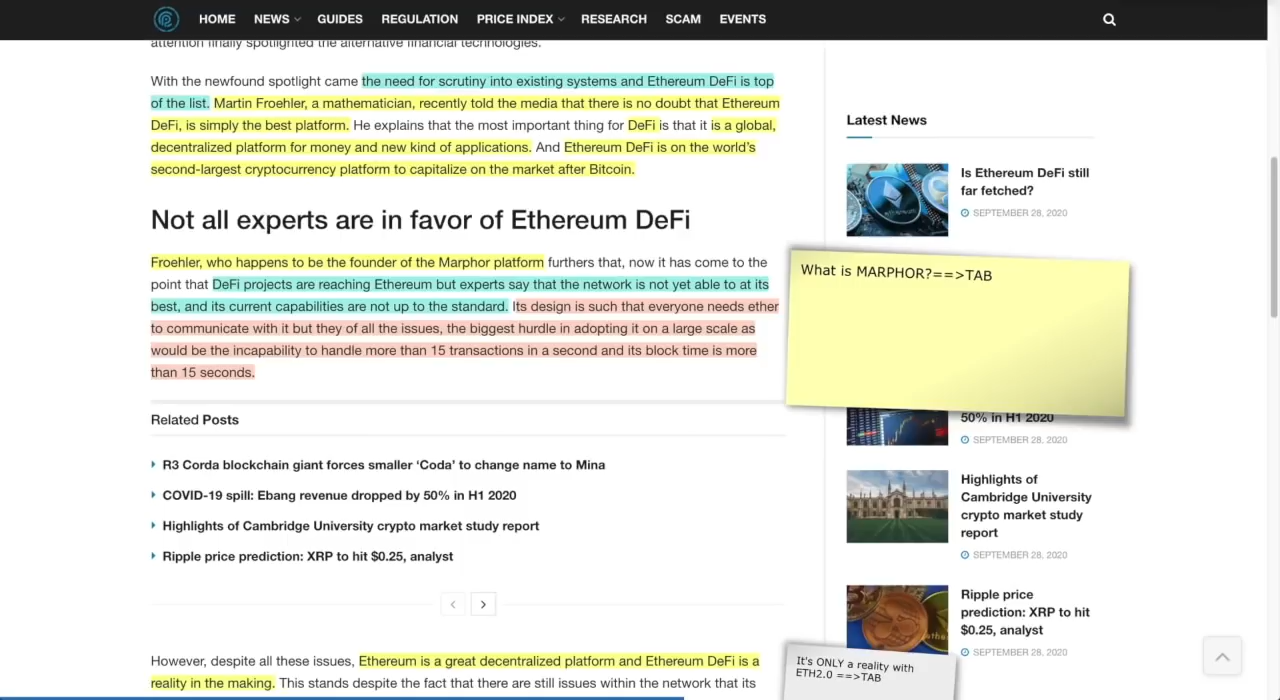 HOME NEWS GUIDES REGULATION PRICE INDEX RESEARCH SCAM EVENTS
attention finally spotlighted the alternative financial technologies.
With the newfound spotlight came the need for scrutiny into existing systems and Ethereum DeFi is top
of the list. Martin Froehler, a mathematician, recently told the media that there is no doubt that Ethereum
DeFi, is simply the best platform. He explains that the most important thing for DeFi is that it is a global,
decentralized platform for money and new kind of applications. And Ethereum DeFi is on the world's
second-largest cryptocurrency platform to capitalize on the market after Bitcoin.
Not all experts are in favor of Ethereum DeFi
Froehler, who happens to be the founder of the Marphor platform furthers that, now it has come to the
point that DeFi projects are reaching Ethereum but experts say that the network is not yet able to at its
best, and its current capabilities are not up to the standard. Its design is such that everyone needs ether
to communicate with it but they of all the issues, the biggest hurdle in adopting it on a large scale as
would be the incapability to handle more than 15 transactions in a second and its block time is more
than 15 seconds.
Related Posts
R3 Corda blockchain giant forces smaller 'Coda' to change name to Mina
COVID-19 spill: Ebang revenue dropped by 50% in H1 2020
Highlights of Cambridge University crypto market study report
Ripple price prediction: XRP to hit $0.25, analyst
However, despite all these issues, Ethereum is a great decentralized platform and Ethereum DeFi is a
reality in the making. This stands despite the fact that there are still issues within the network that its
Latest News
Is Ethereum DeFi still
far fetched?
SEPTEMBER 28, 2020
What is MARPHOR?==>TAB
50% in H1 2020
SEPTEMBER 28, 2020
Highlights of
Cambridge University
crypto market study
report
SEPTEMBER 28, 2020
Ripple price
prediction: XRP to hit
$0.25, analyst
SEPTEMBER 28, 2020
It's ONLY a reality with
ETH2.0 ==>TAB